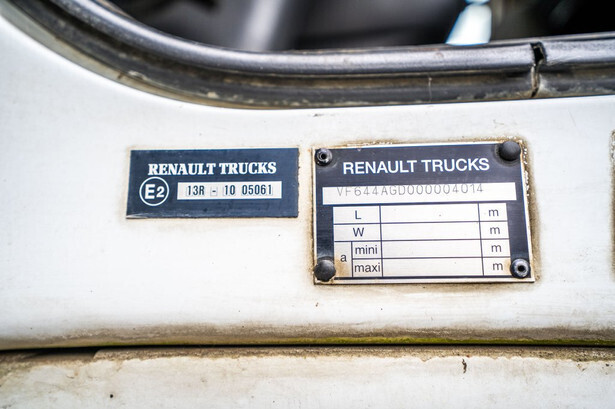 RENAULT TRUCKS
E2 13R - 10 05061
RENAULT TRUCKS
VF644AGD000004014
L m
W m
a mini m
maxi m